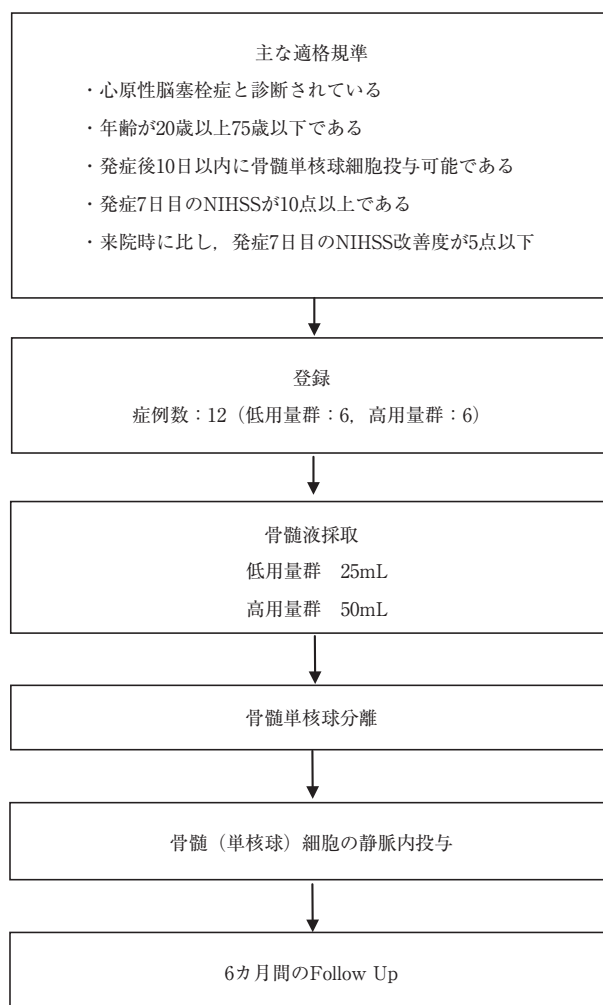 主な適格規準
・心原性脳塞栓症と診断されている
・年齢が20歳以上75歳以下である
・発症後10日以内に骨髄単核球細胞投与可能である
・発症7日目のNIHSSが10点以上である
・来院時に比し，発症7日目のNIHSS改善度が5点以下
登録
症例数：12（低用量群：6，高用量群：6）
骨髄液採取
低用量群　25mL
高用量群　50mL
骨髄単核球分離
骨髄（単核球）細胞の静脈内投与
6カ月間のFollow Up